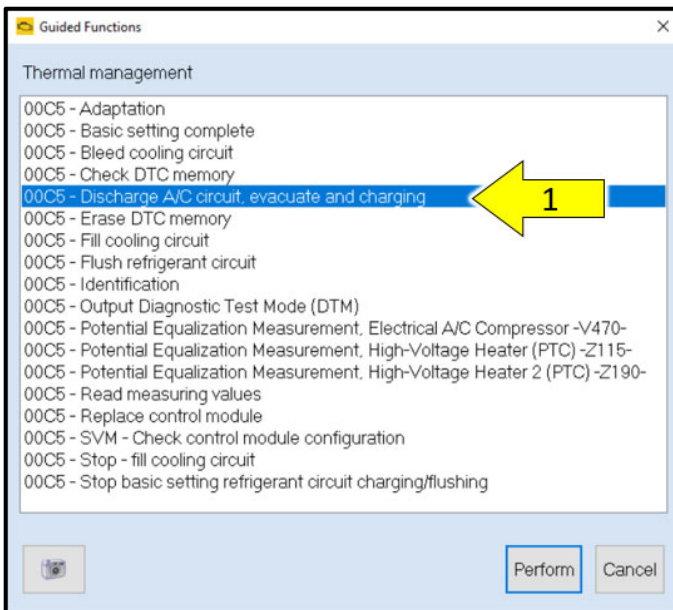 Guided Functions
Thermal management
00C5 - Adaptation
00C5 - Basic setting complete
00C5 - Bleed cooling circuit
00C5 - Check DTC memory
00C5 - Discharge A/C circuit, evacuate and charging
1
00C5 - Erase DTC memory
00C5 - Fill cooling circuit
00C5 - Flush refrigerant circuit
00C5 - Identification
00C5 - Output Diagnostic Test Mode (DTM)
00C5 - Potential Equalization Measurement, Electrical A/C Compressor -V470-
00C5 - Potential Equalization Measurement, High-Voltage Heater (PTC) -Z115-
00C5 - Potential Equalization Measurement, High-Voltage Heater 2 (PTC) -Z190-
00C5 - Read measuring values
00C5 - Replace control module
00C5 - SVM - Check control module configuration
00C5 - Stop - fill cooling circuit
00C5 - Stop basic setting refrigerant circuit charging/flushing
Perform
Cancel